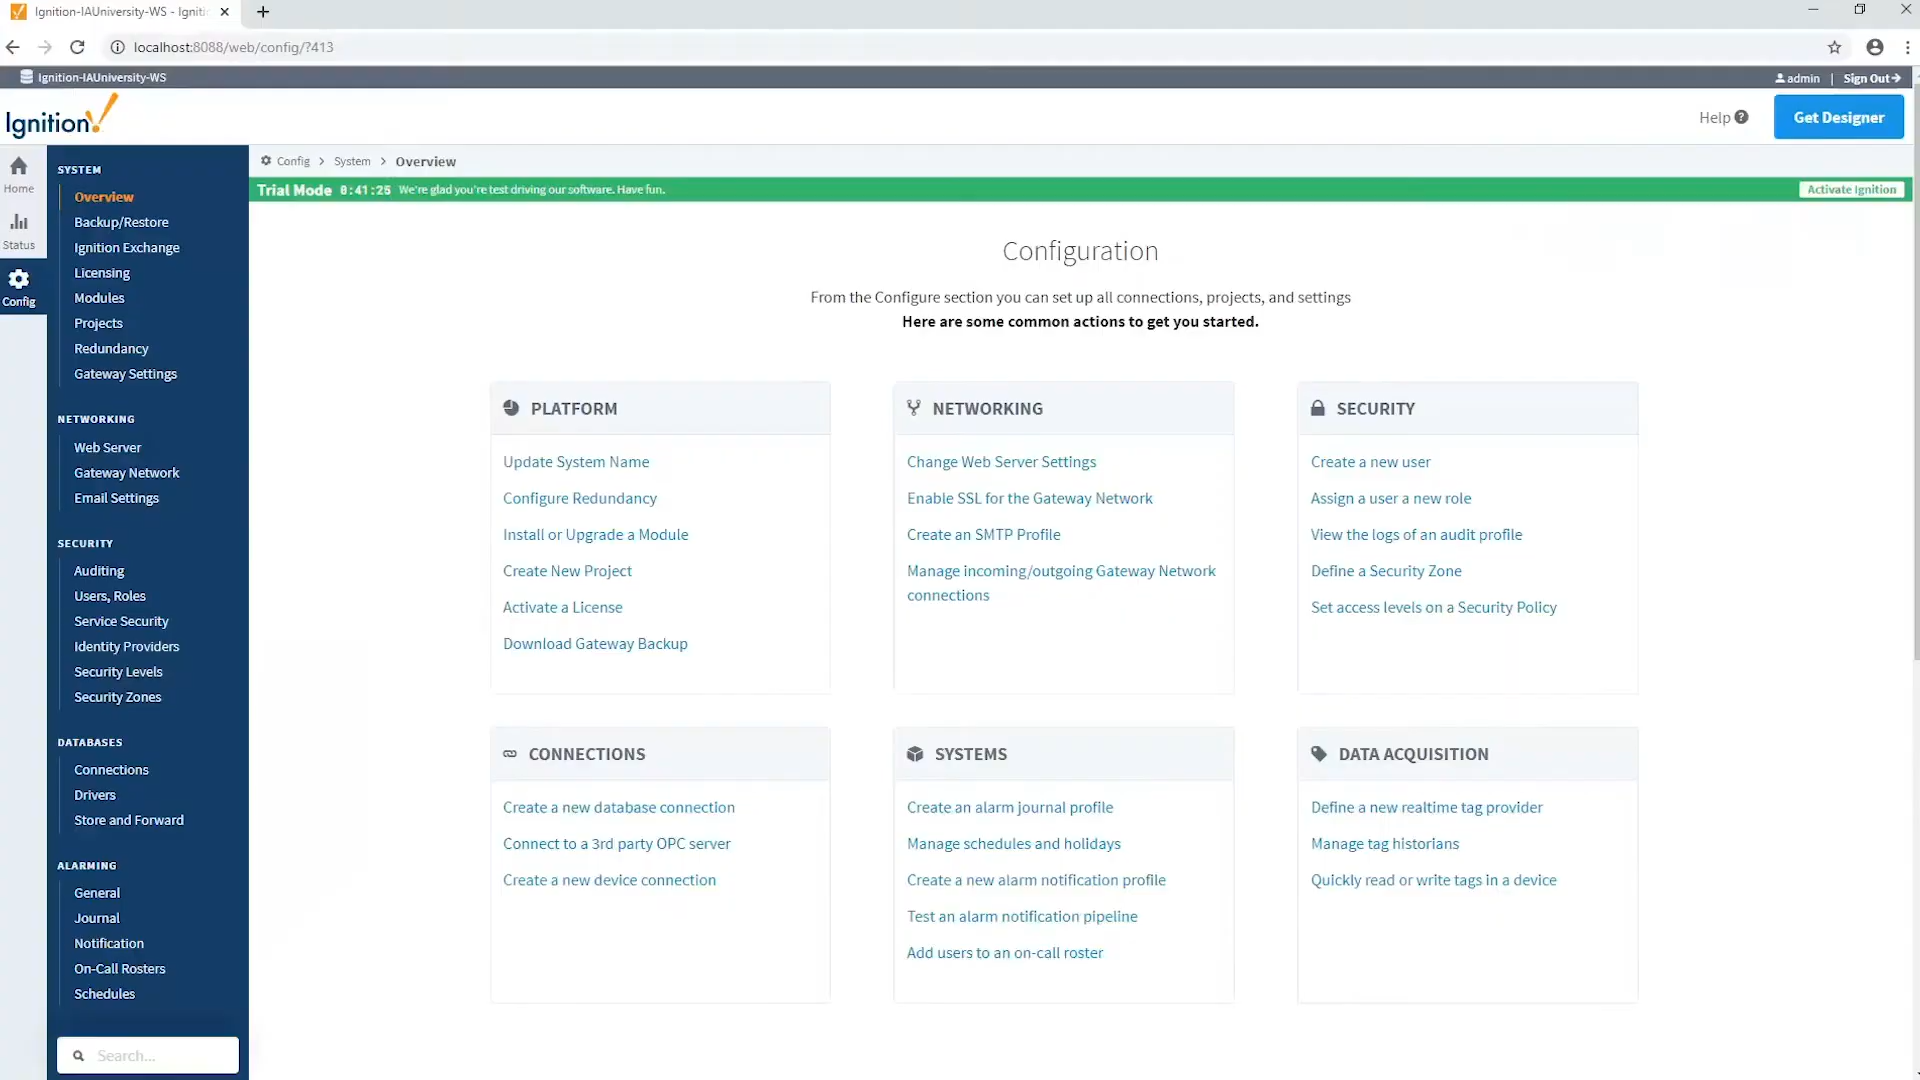 Ignition-IAUniversity-WS - Igniti
localhost:8088/web/config/?413
Ignition-IAUniversity-WS
admin | Sign Out
Ignition!
Help ?
Get Designer
Home
Status
Config
SYSTEM
Overview
Backup/Restore
Ignition Exchange
Licensing
Modules
Projects
Redundancy
Gateway Settings
NETWORKING
Web Server
Gateway Network
Email Settings
SECURITY
Auditing
Users, Roles
Service Security
Identity Providers
Security Levels
Security Zones
DATABASES
Connections
Drivers
Store and Forward
ALARMING
General
Journal
Notification
On-Call Rosters
Schedules
Search...
Config > System > Overview
Trial Mode 0:41:25 We're glad you're test driving our software. Have fun.
Activate Ignition
Configuration
From the Configure section you can set up all connections, projects, and settings
Here are some common actions to get you started.
PLATFORM
Update System Name
Configure Redundancy
Install or Upgrade a Module
Create New Project
Activate a License
Download Gateway Backup
NETWORKING
Change Web Server Settings
Enable SSL for the Gateway Network
Create an SMTP Profile
Manage incoming/outgoing Gateway Network
connections
SECURITY
Create a new user
Assign a user a new role
View the logs of an audit profile
Define a Security Zone
Set access levels on a Security Policy
CONNECTIONS
Create a new database connection
Connect to a 3rd party OPC server
Create a new device connection
SYSTEMS
Create an alarm journal profile
Manage schedules and holidays
Create a new alarm notification profile
Test an alarm notification pipeline
Add users to an on-call roster
DATA ACQUISITION
Define a new realtime tag provider
Manage tag historians
Quickly read or write tags in a device